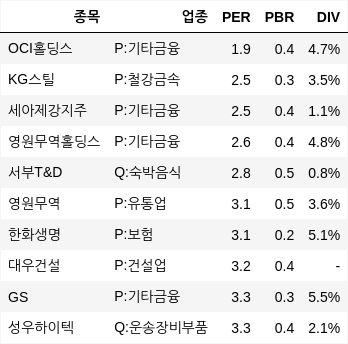 종목 업종 PER PBR DIV
OCI홀딩스 P:기타금융 1.9 0.4 4.7%
KG스틸 P:철강금속 2.5 0.3 3.5%
세아제강지주 P:기타금융 2.5 0.4 1.1%
영원무역홀딩스 P:기타금융 2.6 0.4 4.8%
서부T&D Q:숙박음식 2.8 0.5 0.8%
영원무역 P:유통업 3.1 0.5 3.6%
한화생명 P:보험 3.1 0.2 5.1%
대우건설 P:건설업 3.2 0.4 -
GS P:기타금융 3.3 0.3 5.5%
성우하이텍 Q:운송장비부품 3.3 0.4 2.1%